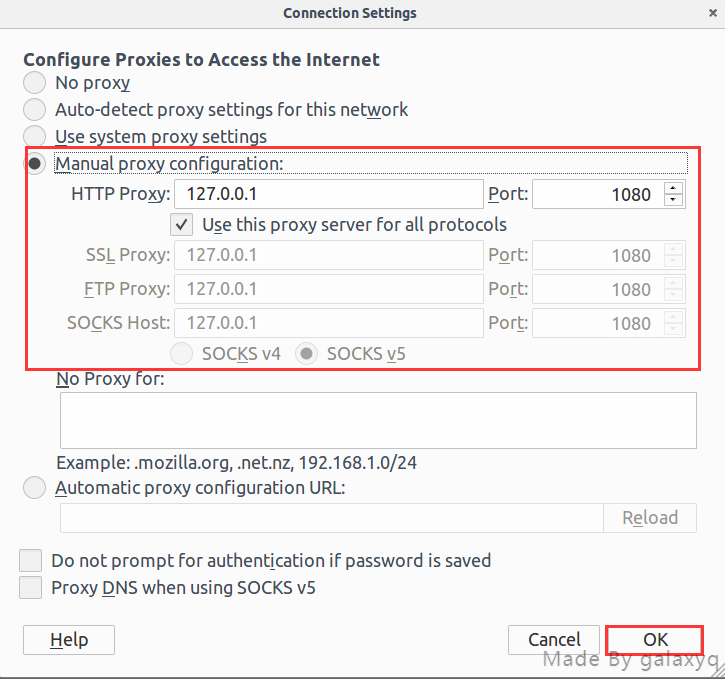 Connection Settings ×
Configure Proxies to Access the Internet
No proxy
Auto-detect proxy settings for this network
Use system proxy settings
Manual proxy configuration:
HTTP Proxy: 127.0.0.1 Port: 1080
Use this proxy server for all protocols
SSL Proxy: 127.0.0.1 Port: 1080
FTP Proxy: 127.0.0.1 Port: 1080
SOCKS Host: 127.0.0.1 Port: 1080
SOCKS v4 SOCKS v5
No Proxy for:
Example: .mozilla.org, .net.nz, 192.168.1.0/24
Automatic proxy configuration URL:
Reload
Do not prompt for authentication if password is saved
Proxy DNS when using SOCKS v5
Help Cancel OK
Made By galaxyq